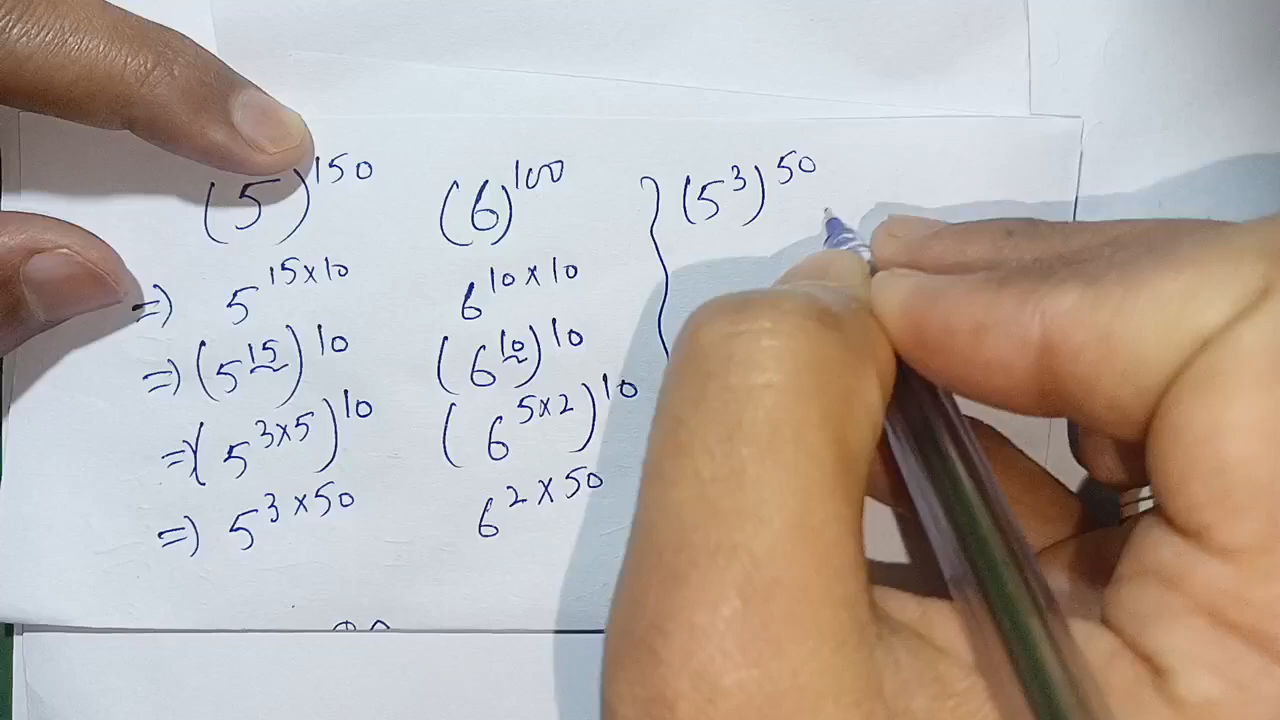 (5)^150 (6)^100
=> 5^15×10 6^10×10
=> (5^15)^10 (6^10)^10
=> (5^3×5)^10 (6^5×2)^10
=> 5^3×50 6^2×50
(5^3)^50